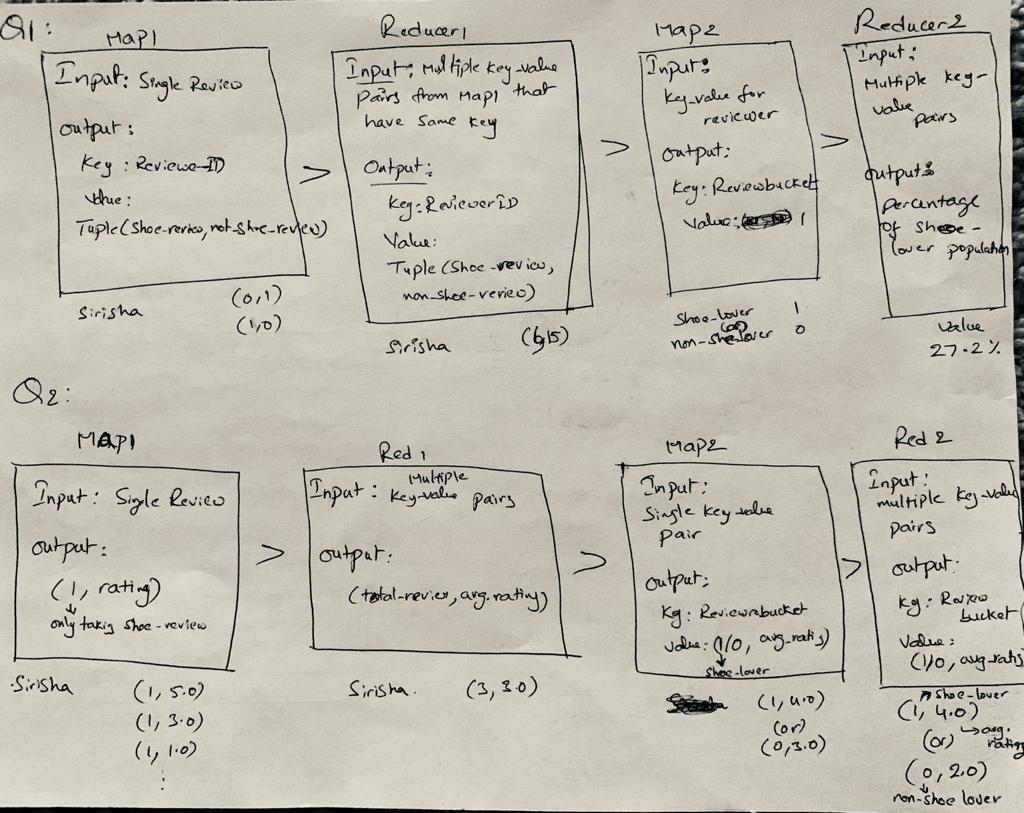 Q1:
Map1
Input: Single Review
output:
Key: Reviewe-ID
Value:
Tuple(Shoe-review, not-shoe-review)
Sirisha (0,1)
(1,0)
>
Reducer1
Input: Multiple key-value
pairs from Map1 that
have same key
Output:
Key: ReviewerID
Value:
Tuple(Shoe-review,
non-shoe-review)
Sirisha (6,15)
>
Map2
Input:
Key-value for
reviewer
output:
Key: Reviewbucket
Value: 1
Shoe-lover 1
(or)
non-shoelover 0
>
Reducer2
Input:
Multiple key-
value
pairs
output:
percentage
of shoe-
lover population
Value
27.2%
Q2:
MAP1
Input: Single Review
output:
(1, rating)
only taking shoe-review
Sirisha (1, 5.0)
(1, 3.0)
(1, 1.0)
>
Red 1
Input: Multiple
key-value pairs
output:
(total-review, avg.rating)
Sirisha. (3, 3.0)
>
Map2
Input:
Single key-value
pair
Output:
Key: Reviewrebucket
value: (1/0, avg-ratig)
shoe-lover
(1, 4.0)
(or)
(0,3.0)
>
Red 2
Input:
multiple key-value
pairs
output:
key: Review
bucket
Value:
(1/0, avg-ratig
shoe-lover
(1, 4.0)
(or) avg.
rating
(0, 2.0)
non-shoe lover